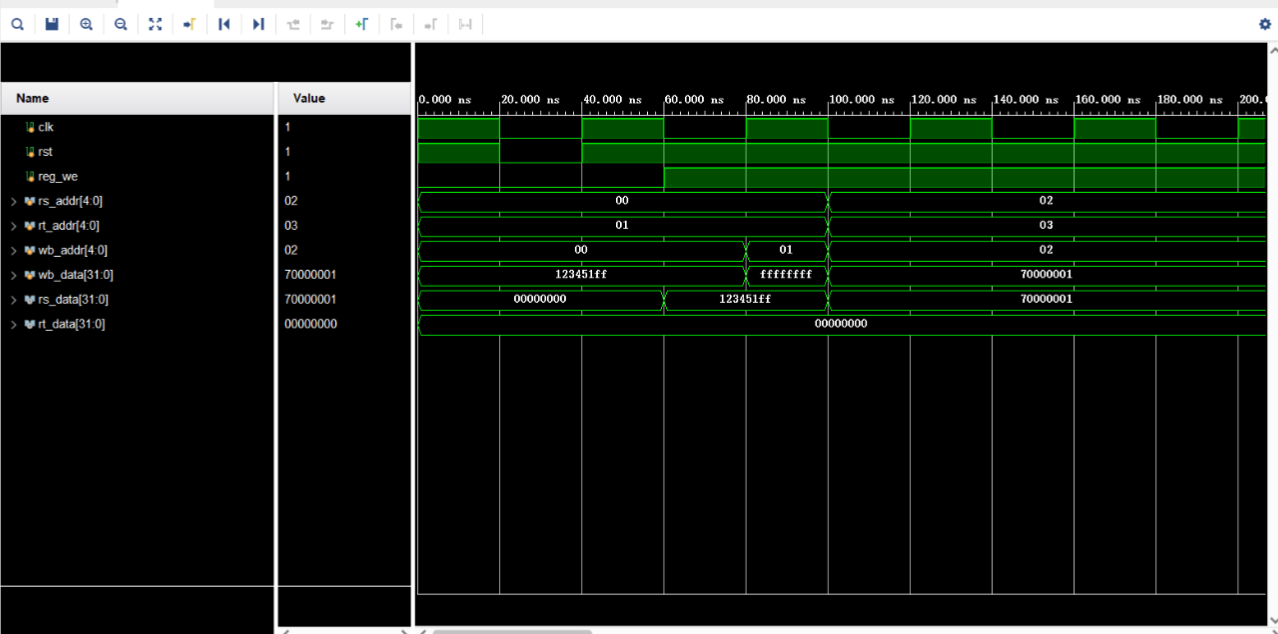 Name Value
0.000 ns 20.000 ns 40.000 ns 60.000 ns 80.000 ns 100.000 ns 120.000 ns 140.000 ns 160.000 ns 180.000 ns 200.
clk 1
rst 1
reg_we 1
rs_addr[4:0] 02 00 02
rt_addr[4:0] 03 01 03
wb_addr[4:0] 02 00 01 02
wb_data[31:0] 70000001 123451ff ffffffff 70000001
rs_data[31:0] 70000001 00000000 123451ff 70000001
rt_data[31:0] 00000000 00000000